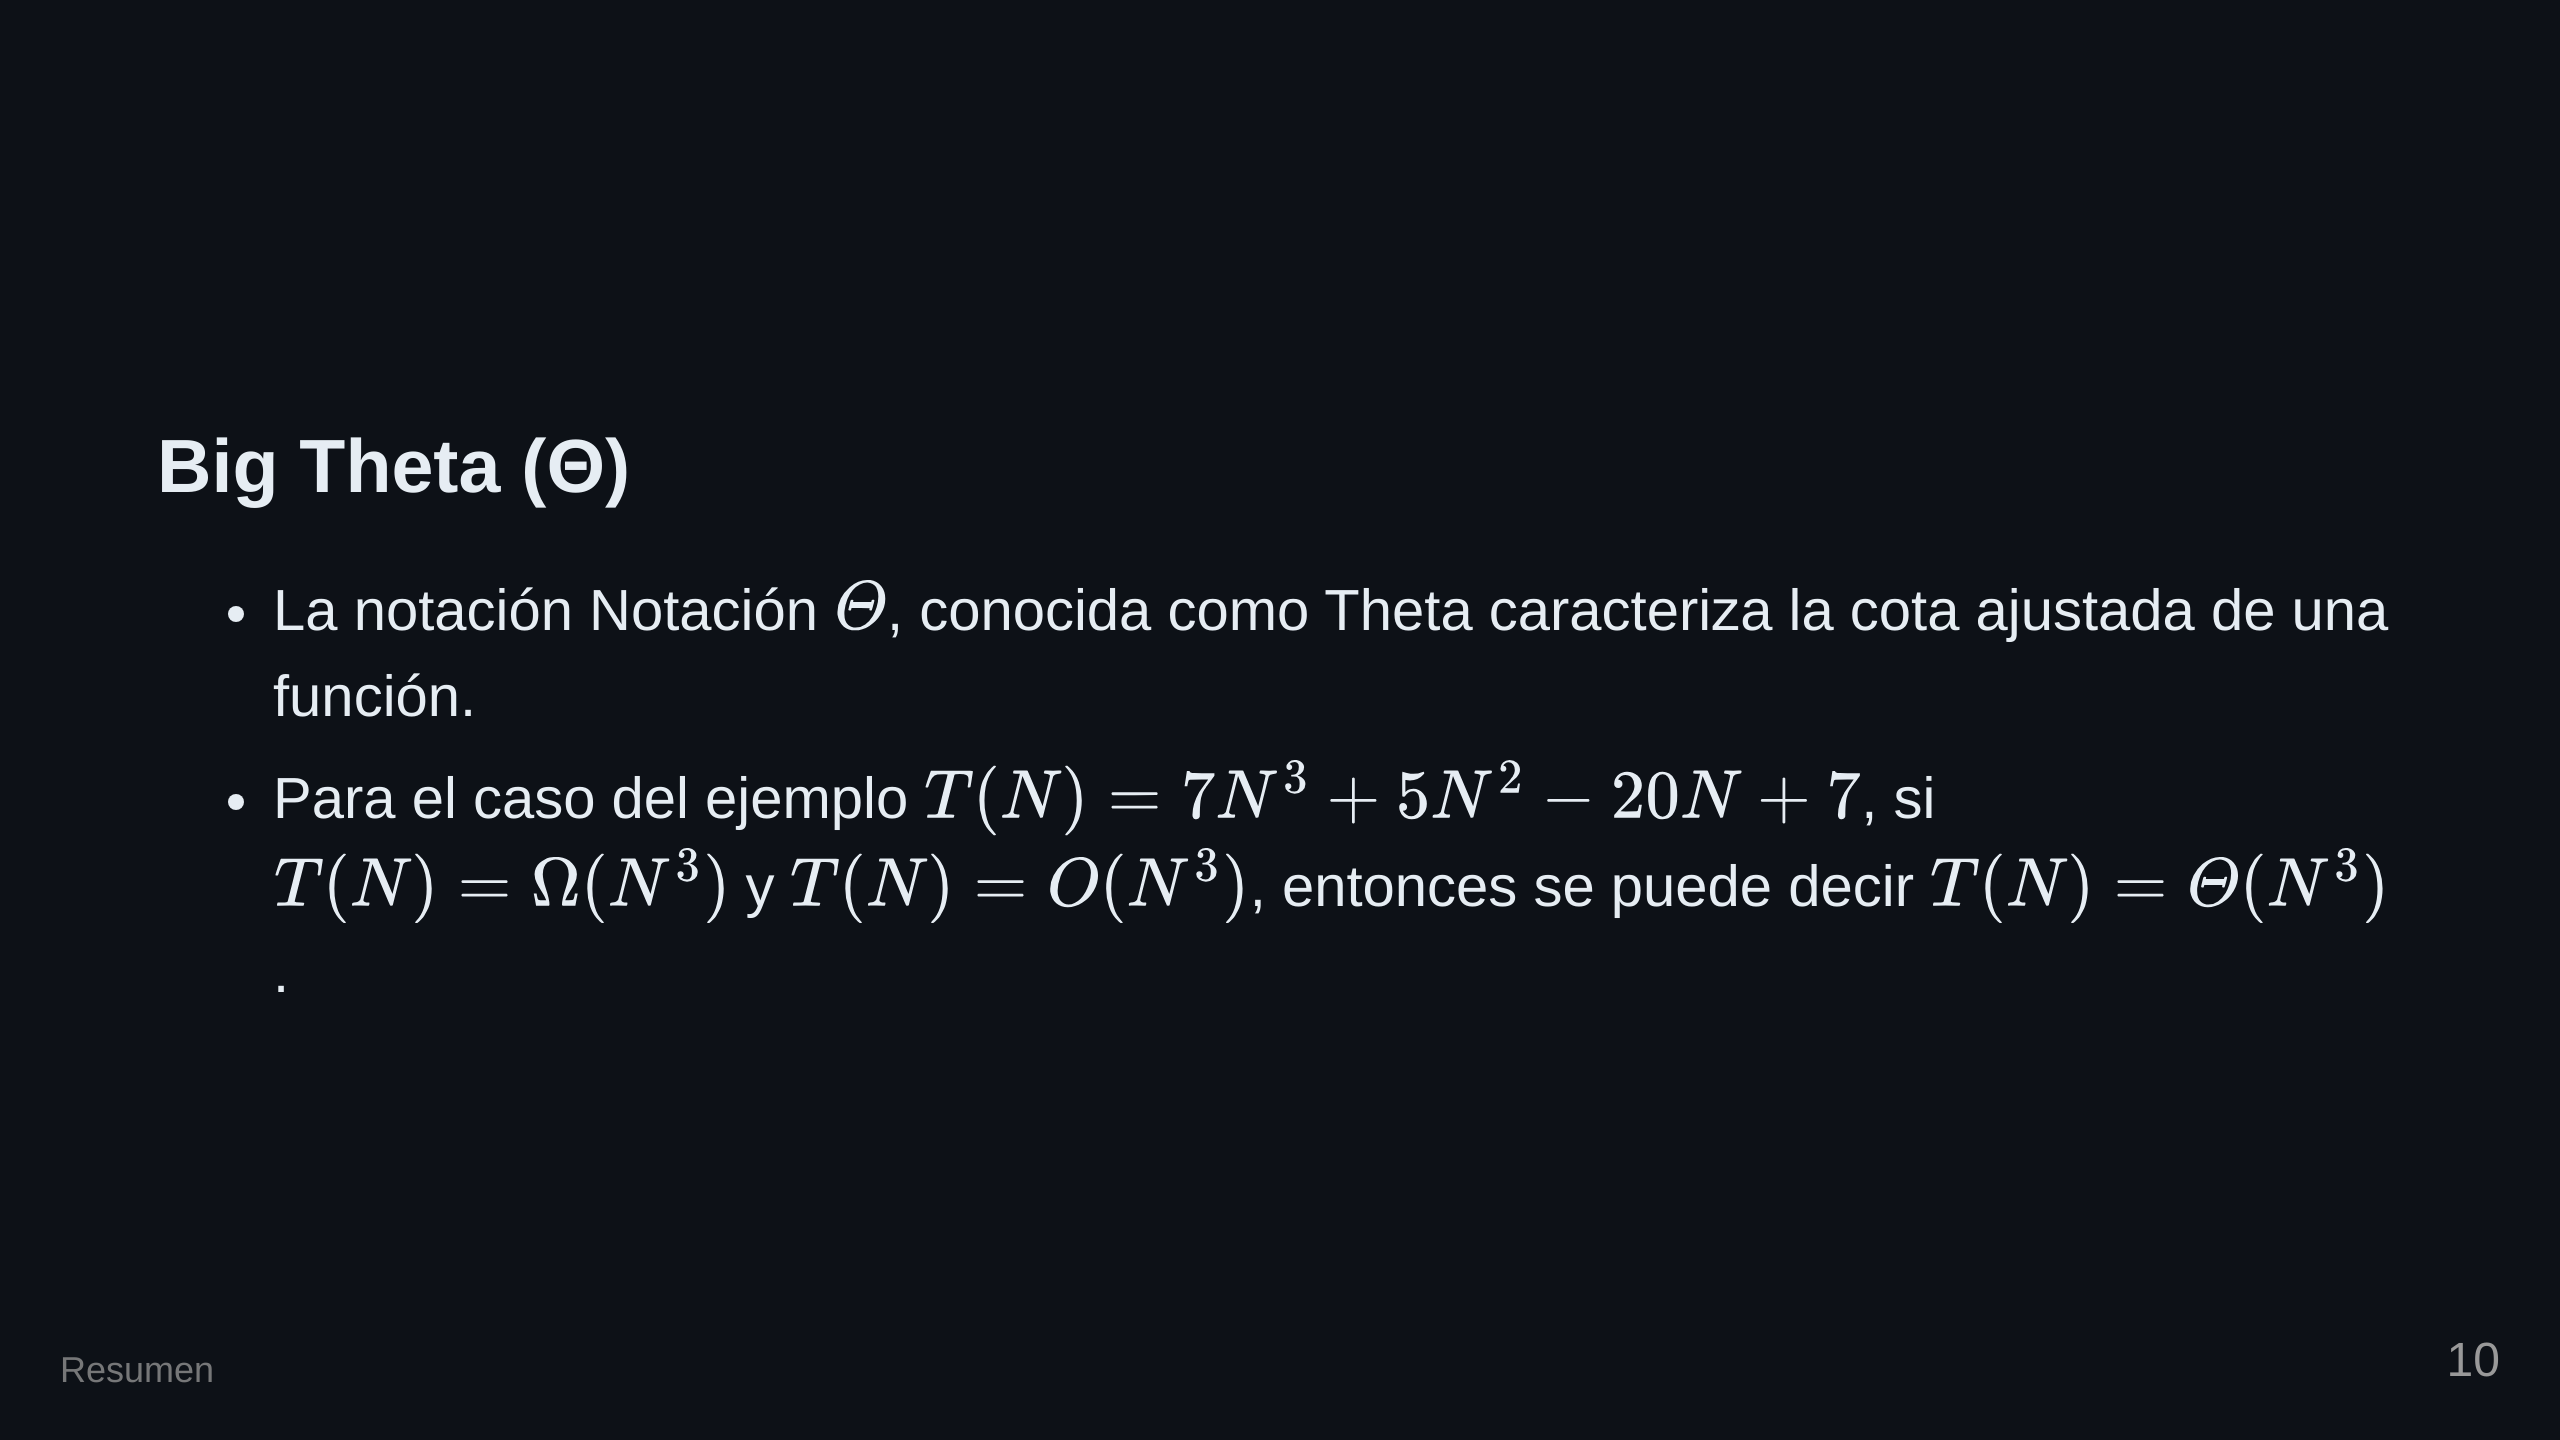 Big Theta (Θ)
• La notación Notación Θ, conocida como Theta caracteriza la cota ajustada de una
función.
• Para el caso del ejemplo T(N) = 7N³ + 5N² − 20N + 7, si
T(N) = Ω(N³) y T(N) = O(N³), entonces se puede decir T(N) = Θ(N³)
.
Resumen
10